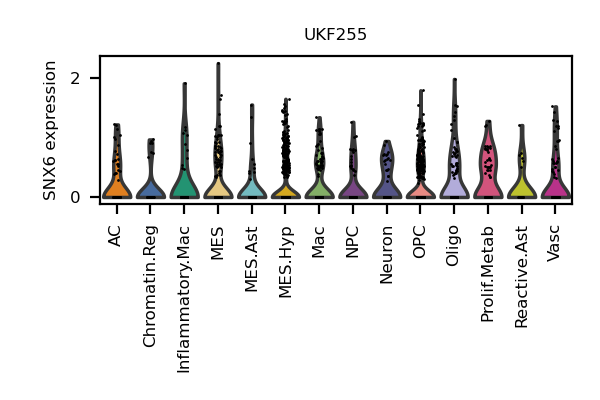 UKF255
SNX6 expression
2
0
AC
Chromatin.Reg
Inflammatory.Mac
MES
MES.Ast
MES.Hyp
Mac
NPC
Neuron
OPC
Oligo
Prolif.Metab
Reactive.Ast
Vasc